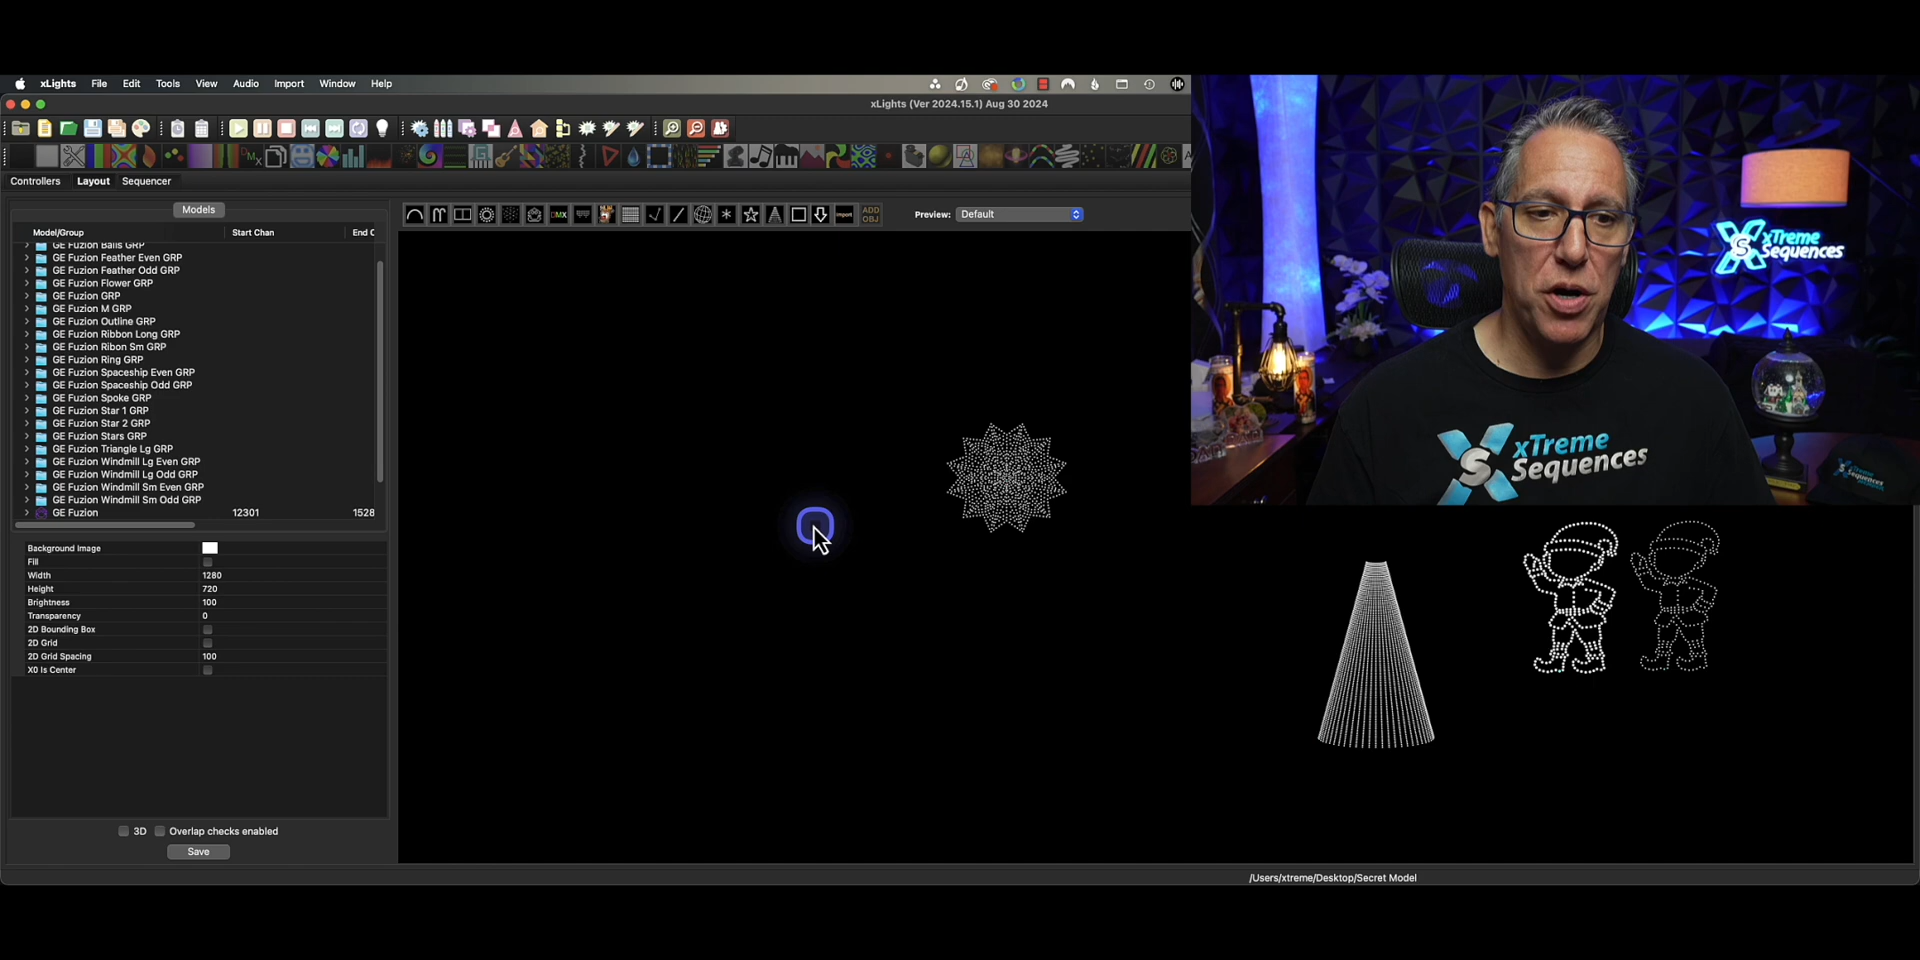 xLights File Edit Tools View Audio Import Window Help
xLights (Ver 2024.15.1) Aug 30 2024
Controllers Layout Sequencer
Models
Preview: Default
Model/Group Start Chan End C
GE Fuzion Balls GRP
GE Fuzion Feather Even GRP
GE Fuzion Feather Odd GRP
GE Fuzion Flower GRP
GE Fuzion GRP
GE Fuzion M GRP
GE Fuzion Outline GRP
GE Fuzion Ribbon Long GRP
GE Fuzion Ribon Sm GRP
GE Fuzion Ring GRP
GE Fuzion Spaceship Even GRP
GE Fuzion Spaceship Odd GRP
GE Fuzion Spoke GRP
GE Fuzion Star 1 GRP
GE Fuzion Star 2 GRP
GE Fuzion Stars GRP
GE Fuzion Triangle Lg GRP
GE Fuzion Windmill Lg Even GRP
GE Fuzion Windmill Lg Odd GRP
GE Fuzion Windmill Sm Even GRP
GE Fuzion Windmill Sm Odd GRP
GE Fuzion 12301 1528
Background Image
Fill
Width 1280
Height 720
Brightness 100
Transparency 0
2D Bounding Box
2D Grid
2D Grid Spacing 100
X0 Is Center
3D Overlap checks enabled
Save
DMX
Import
ADD
OBJ
xTreme
Sequences
xTreme
Sequences
/Users/xtreme/Desktop/Secret Model